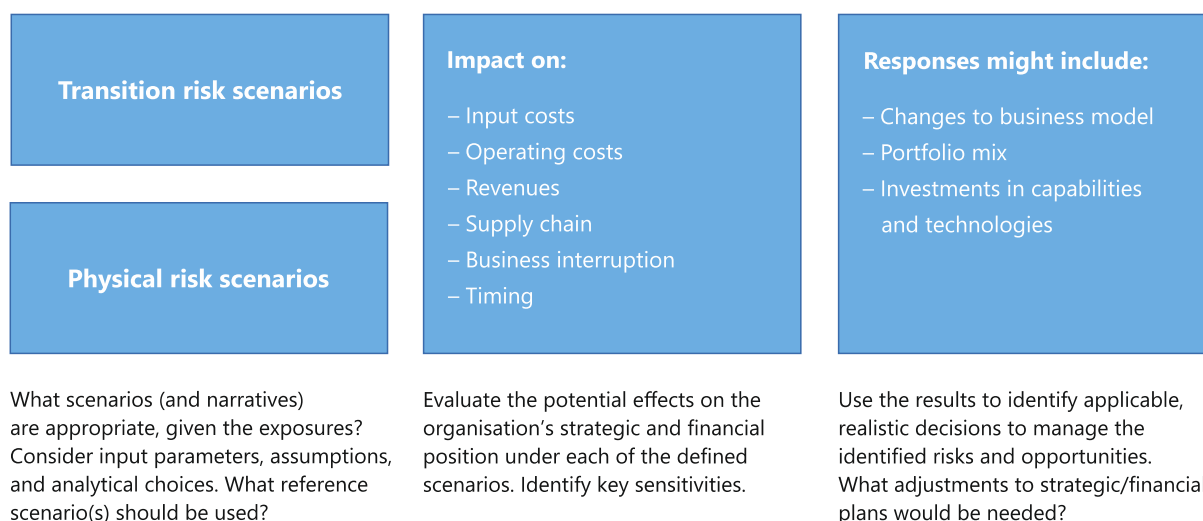 Transition risk scenarios
Physical risk scenarios
What scenarios (and narratives)
are appropriate, given the exposures?
Consider input parameters, assumptions,
and analytical choices. What reference
scenario(s) should be used?
Impact on:
– Input costs
– Operating costs
– Revenues
– Supply chain
– Business interruption
– Timing
Evaluate the potential effects on the
organisation’s strategic and financial
position under each of the defined
scenarios. Identify key sensitivities.
Responses might include:
– Changes to business model
– Portfolio mix
– Investments in capabilities
and technologies
Use the results to identify applicable,
realistic decisions to manage the
identified risks and opportunities.
What adjustments to strategic/financial
plans would be needed?